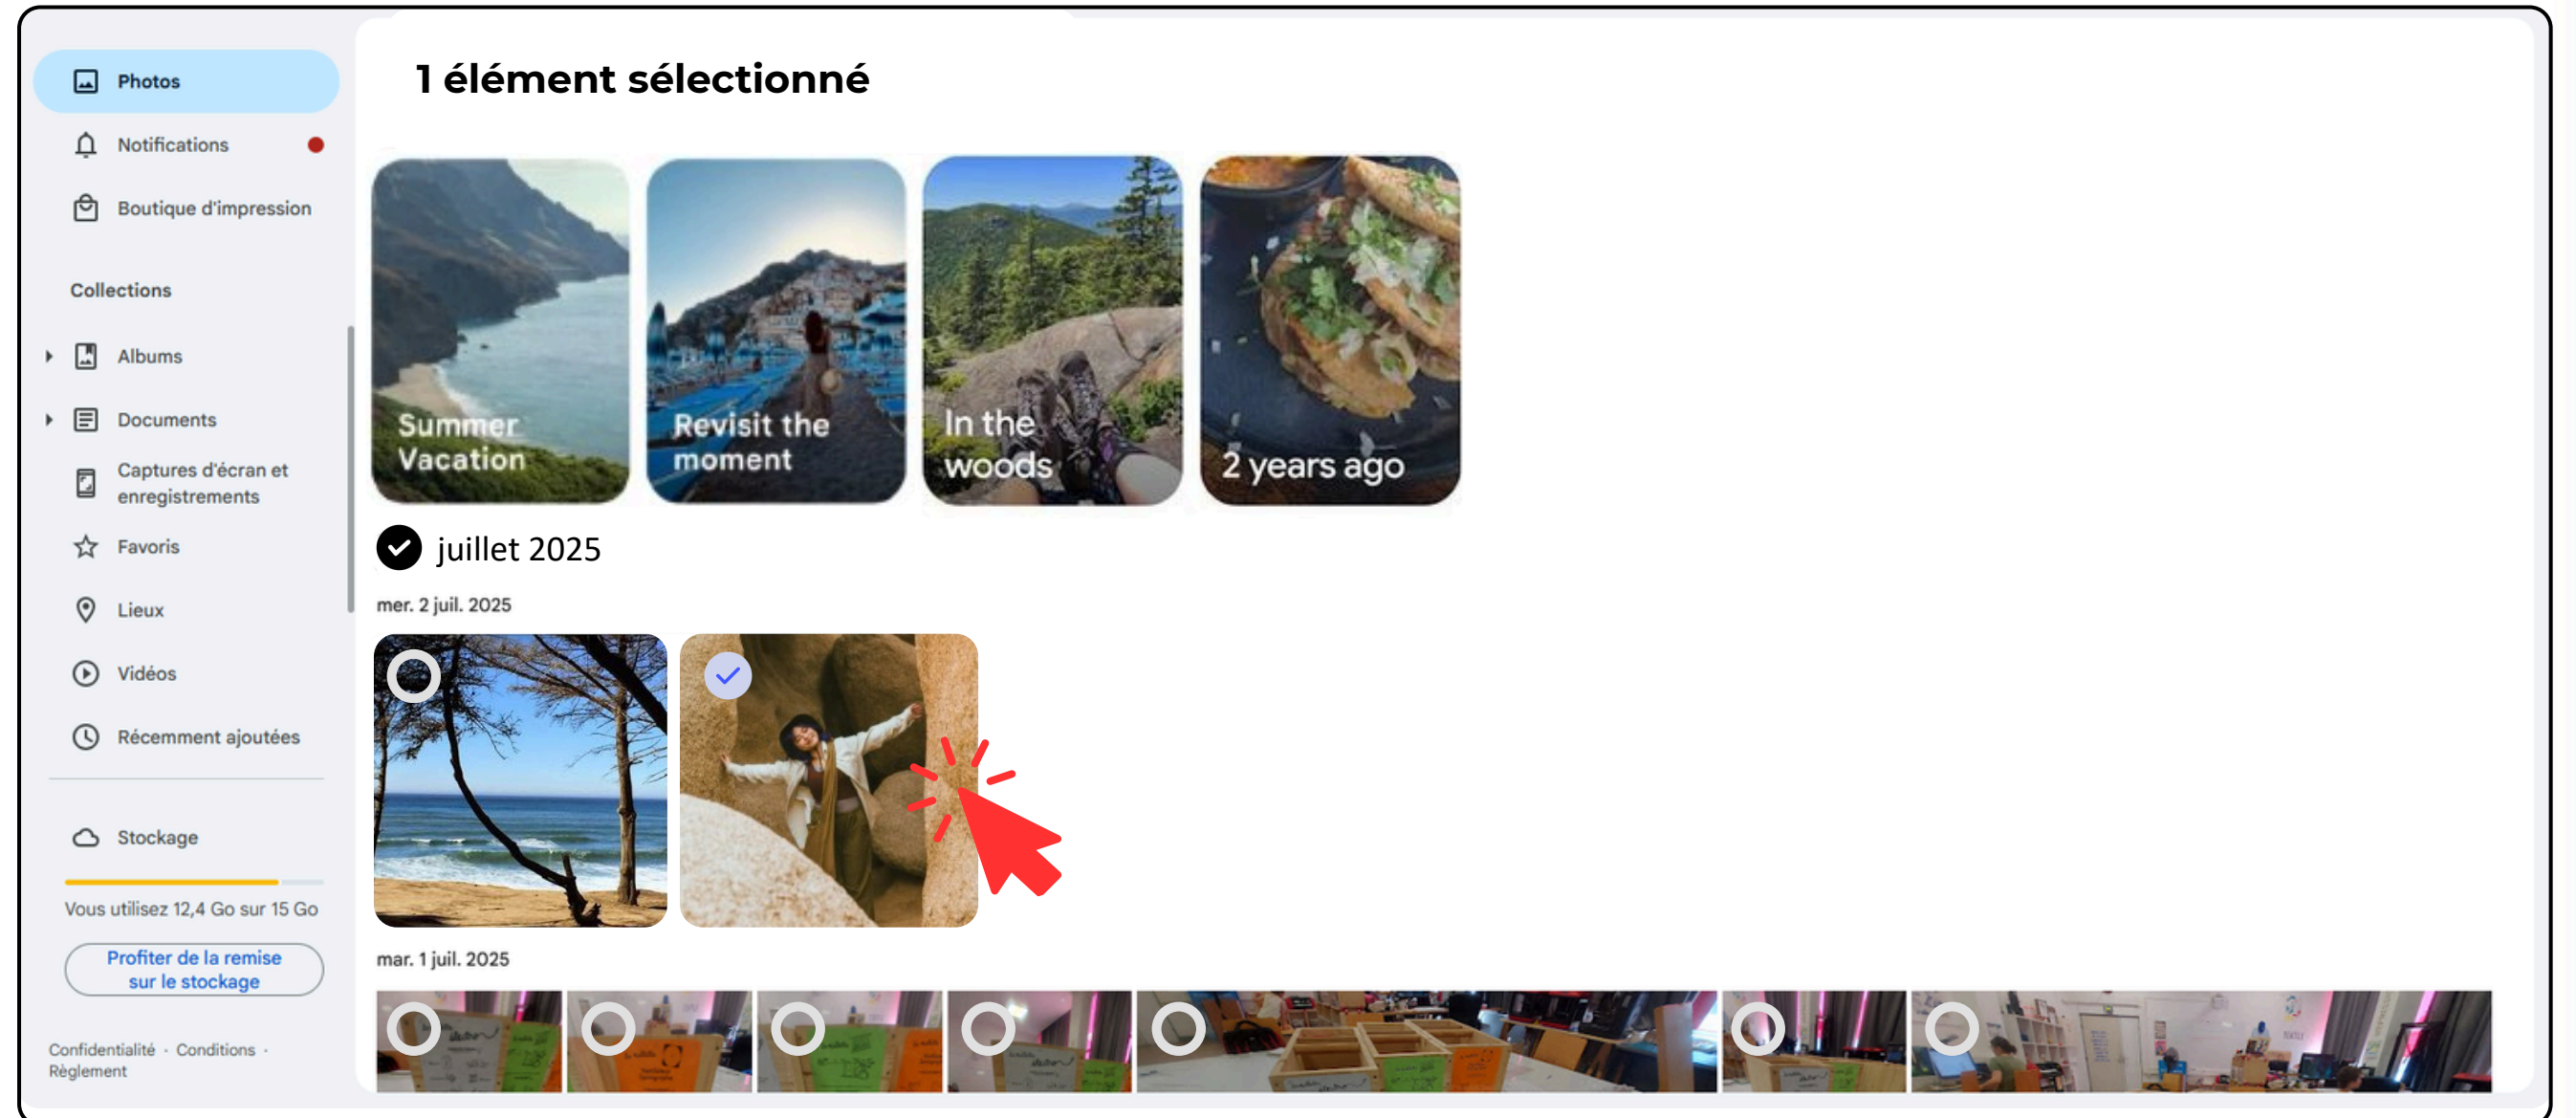 Photos
Notifications
Boutique d'impression
Collections
Albums
Documents
Captures d'écran et
enregistrements
Favoris
Lieux
Vidéos
Récemment ajoutées
Stockage
Vous utilisez 12,4 Go sur 15 Go
Profiter de la remise
sur le stockage
Confidentialité · Conditions ·
Règlement
1 élément sélectionné
Summer
Vacation
Revisit the
moment
In the
woods
2 years ago
juillet 2025
mer. 2 juil. 2025
mar. 1 juil. 2025